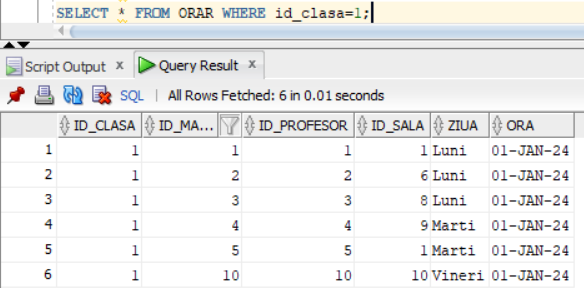 SELECT * FROM ORAR WHERE id_clasa=1;
Script Output x Query Result x
SQL | All Rows Fetched: 6 in 0.01 seconds
ID_CLASA ID_MA... ID_PROFESOR ID_SALA ZIUA ORA
1 1 1 1 1 Luni 01-JAN-24
2 1 2 2 6 Luni 01-JAN-24
3 1 3 3 8 Luni 01-JAN-24
4 1 4 4 9 Marti 01-JAN-24
5 1 5 5 1 Marti 01-JAN-24
6 1 10 10 10 Vineri 01-JAN-24